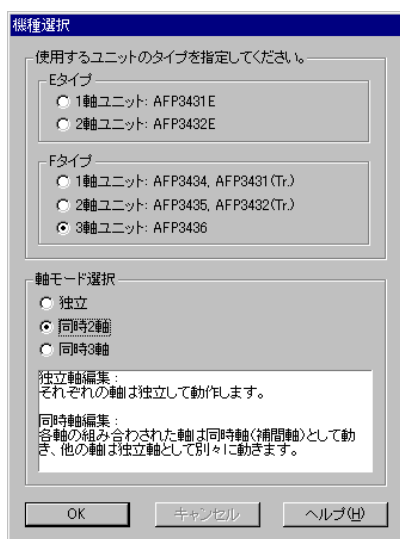 機種選択
使用するユニットのタイプを指定してください。
Eタイプ
1軸ユニット: AFP3431E
2軸ユニット: AFP3432E
Fタイプ
1軸ユニット: AFP3434, AFP3431(Tr.)
2軸ユニット: AFP3435, AFP3432(Tr.)
3軸ユニット: AFP3436
軸モード選択
独立
同時2軸
同時3軸
独立軸編集：
それぞれの軸は独立して動作します。
同時軸編集：
各軸の組み合わされた軸は同時軸(補間軸)として動
き、他の軸は独立軸として別々に動きます。
OK
キャンセル
ヘルプ(H)